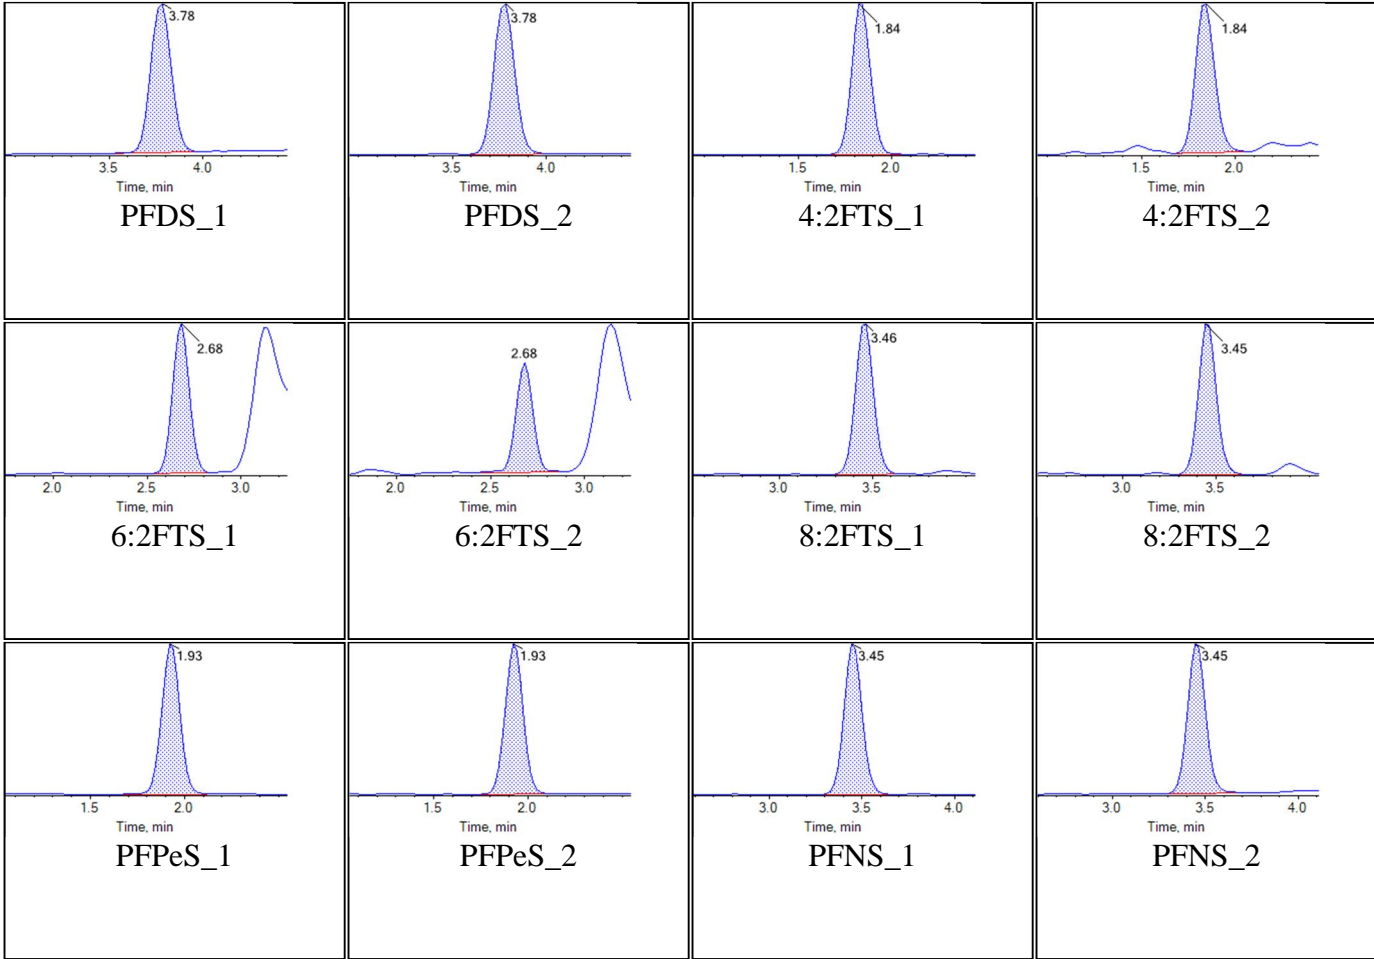 3.78
3.5 4.0
Time, min
PFDS_1
3.78
3.5 4.0
Time, min
PFDS_2
1.84
1.5 2.0
Time, min
4:2FTS_1
1.84
1.5 2.0
Time, min
4:2FTS_2
2.68
2.0 2.5 3.0
Time, min
6:2FTS_1
2.68
2.0 2.5 3.0
Time, min
6:2FTS_2
3.46
3.0 3.5
Time, min
8:2FTS_1
3.45
3.0 3.5
Time, min
8:2FTS_2
1.93
1.5 2.0
Time, min
PFPeS_1
1.93
1.5 2.0
Time, min
PFPeS_2
3.45
3.0 3.5 4.0
Time, min
PFNS_1
3.45
3.0 3.5 4.0
Time, min
PFNS_2